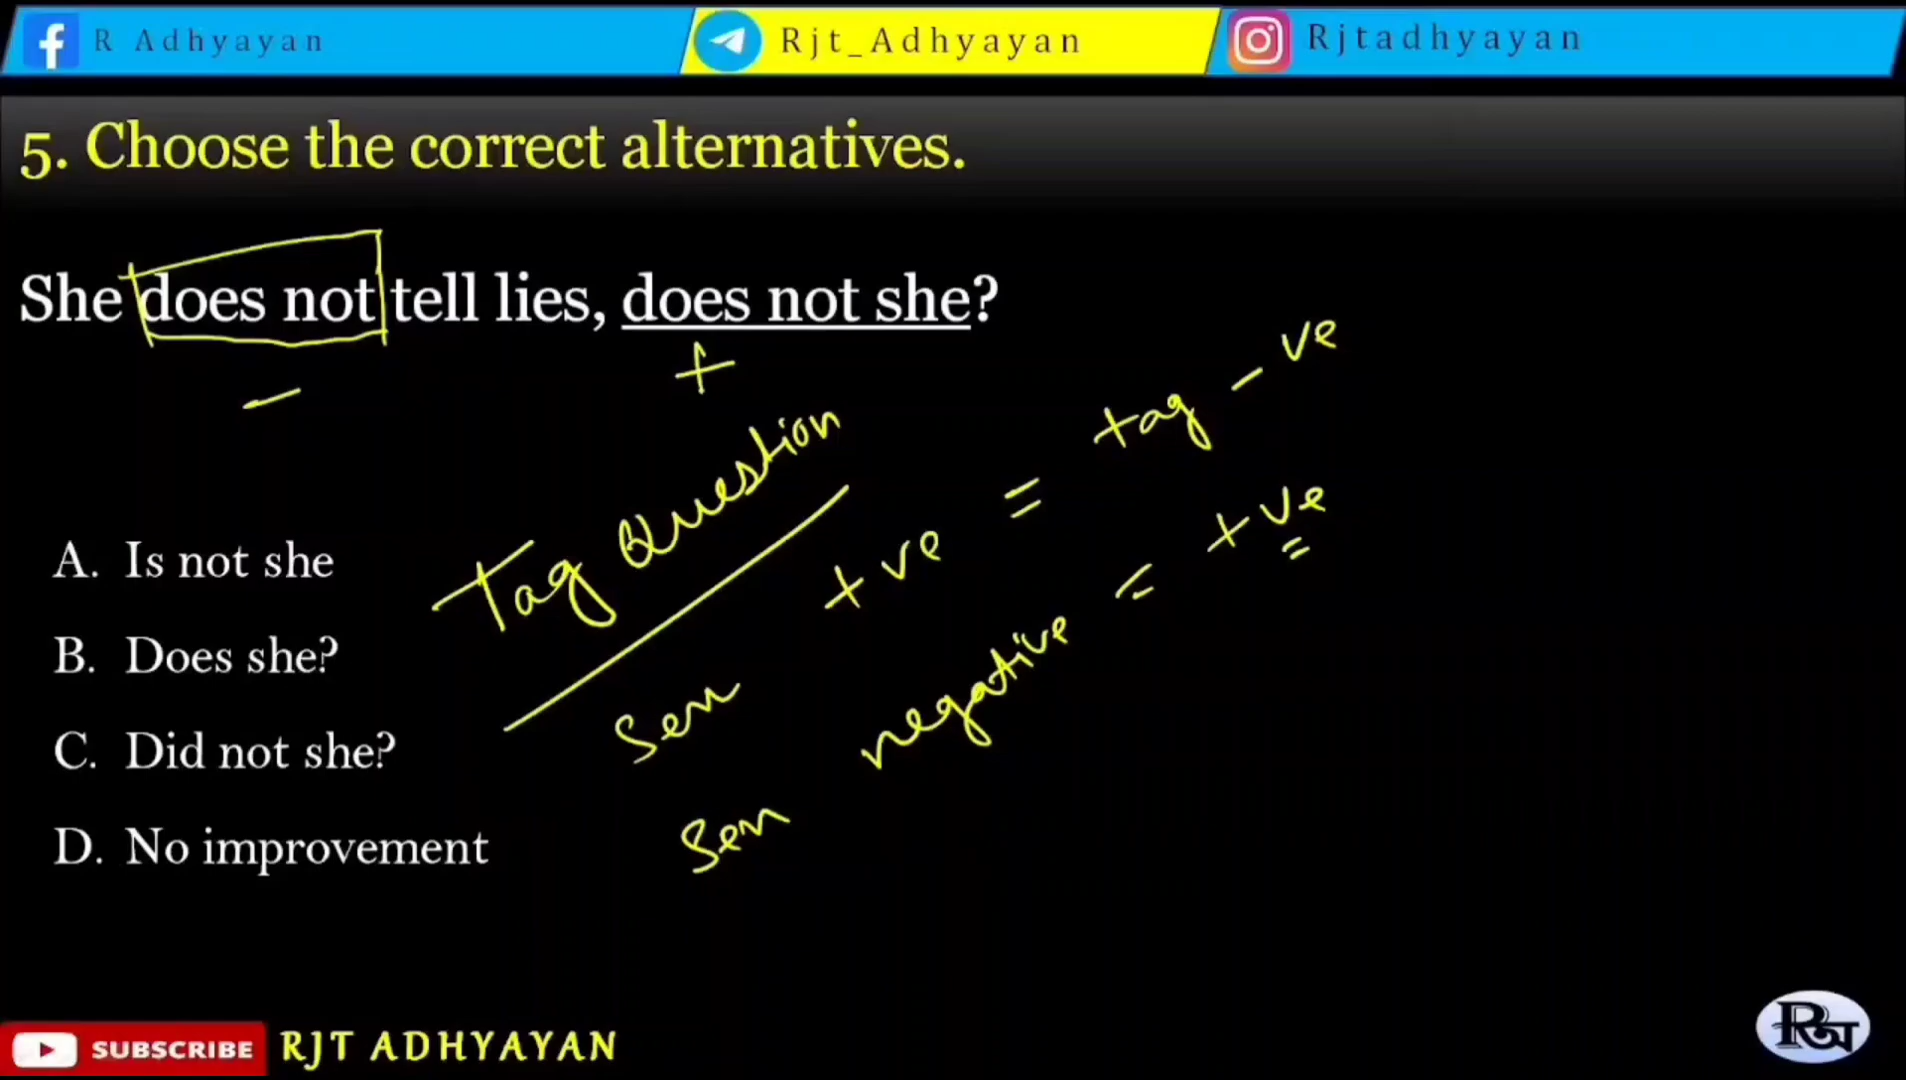 R Adhyayan
Rjt_Adhyayan
Rjtadhyayan
5. Choose the correct alternatives.
She does not tell lies, does not she?
- +
Tag Question
Sen +ve = tag -ve
Sen negative = +ve
A. Is not she
B. Does she?
C. Did not she?
D. No improvement
SUBSCRIBE
RJT ADHYAYAN